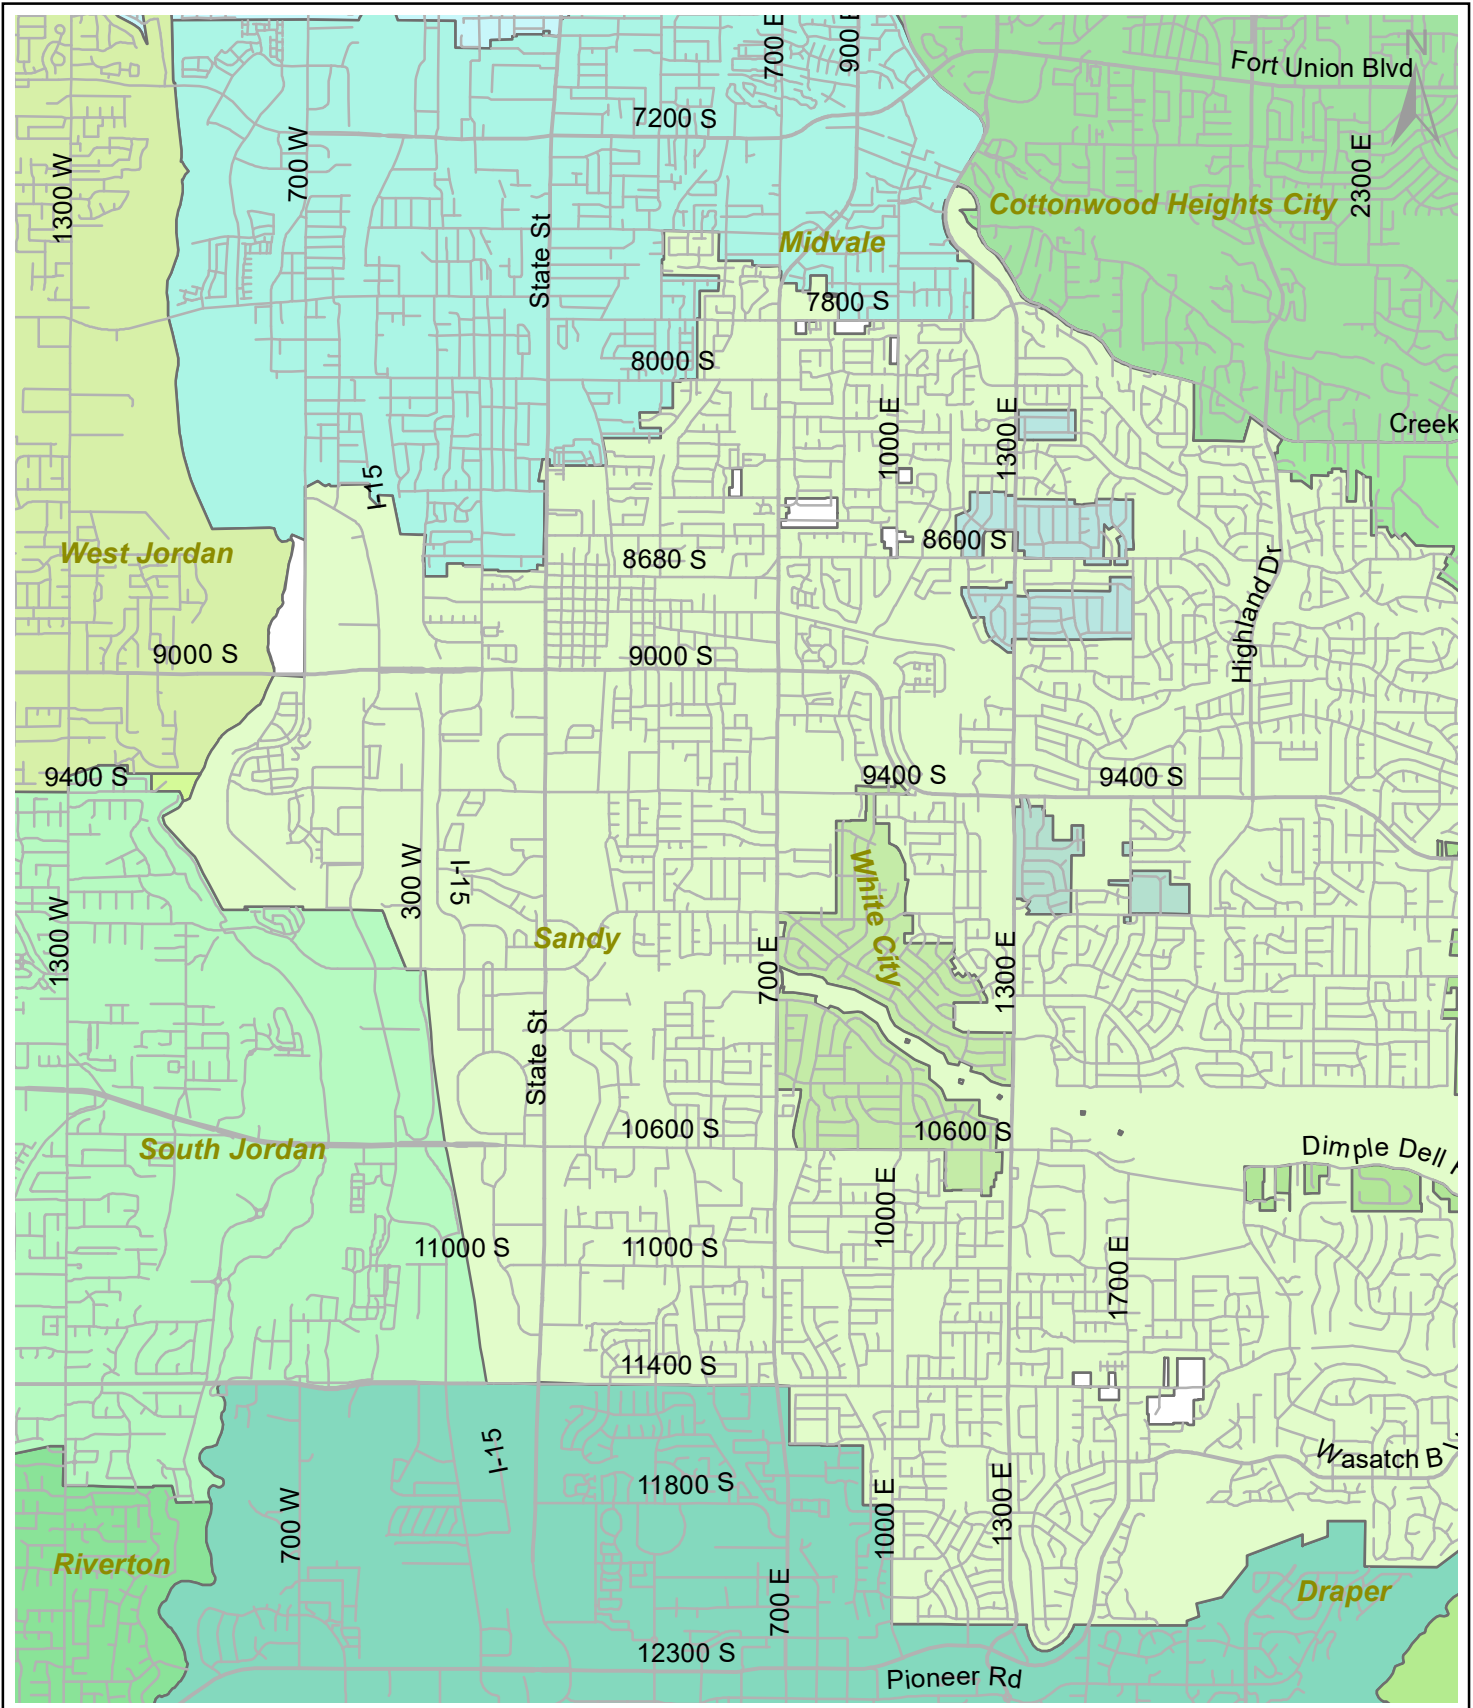 700 E
900 E
N
Fort Union Blvd
7200 S
700 W
1300 W
2300 E
Cottonwood Heights City
State St
Midvale
7800 S
8000 S
1000 E
1300 E
Creek
I-15
West Jordan
8680 S
8600 S
Highland Dr
9000 S
9000 S
9400 S
9400 S
9400 S
300 W
I-15
White City
1300 W
Sandy
700 E
1300 E
State St
10600 S
10600 S
South Jordan
Dimple Dell
1000 E
11000 S
11000 S
1700 E
11400 S
I-15
Wasatch Bl
11800 S
700 W
1000 E
1300 E
Riverton
700 E
Draper
12300 S
Pioneer Rd